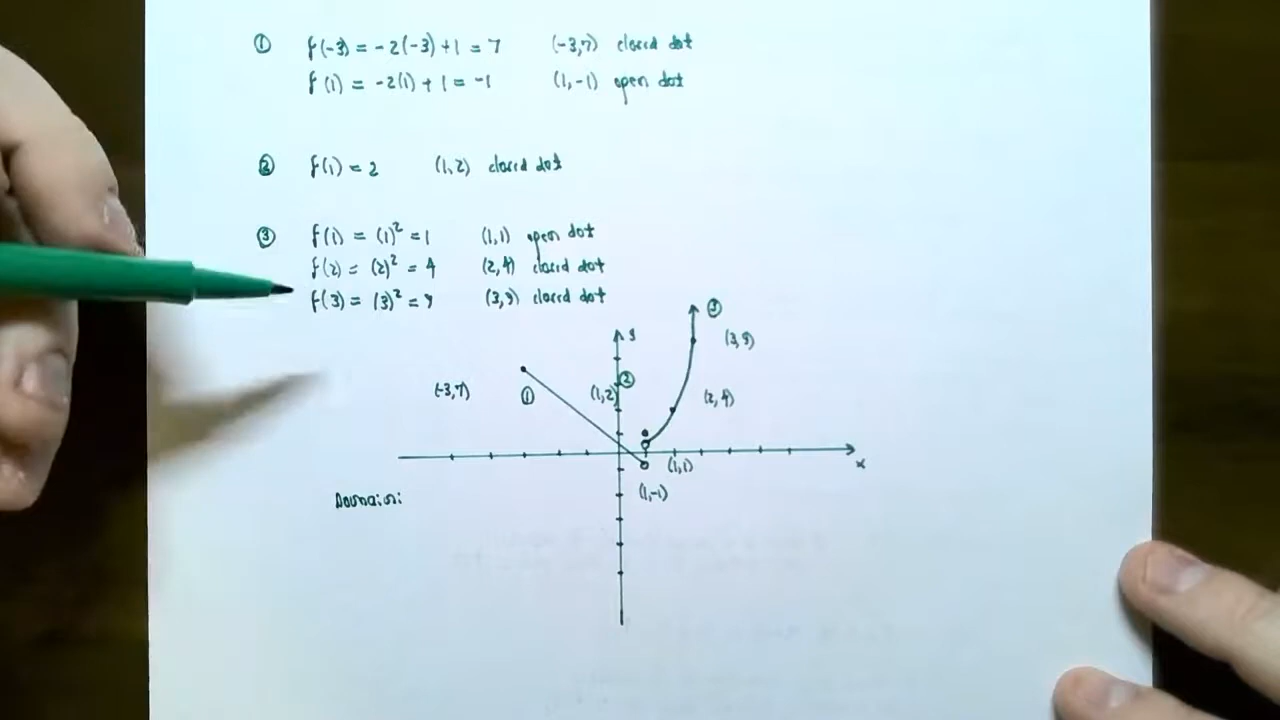 ① f(-3) = -2(-3)+1 = 7 (-3,7) closed dot
f(1) = -2(1)+1 = -1 (1,-1) open dot
② f(1) = 2 (1,2) closed dot
③ f(1) = (1)² = 1 (1,1) open dot
f(2) = (2)² = 4 (2,4) closed dot
f(3) = (3)² = 9 (3,9) closed dot
③
y
(3,9)
②
(-3,7) ① (1,2) (2,4)
(1,1) x
(1,-1)
Domain: